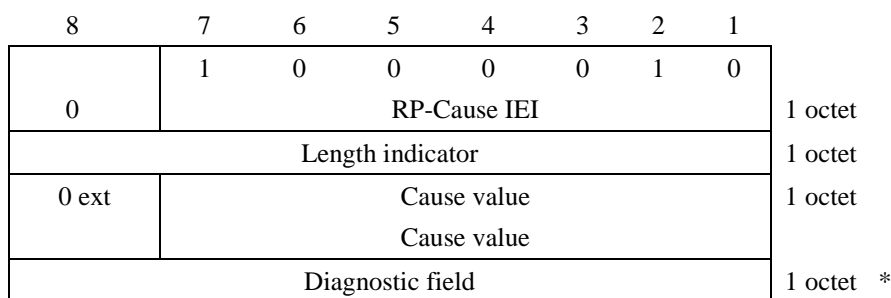 8 7 6 5 4 3 2 1
1 0 0 0 0 1 0
0 RP-Cause IEI 1 octet
Length indicator 1 octet
0 ext Cause value 1 octet
Cause value
Diagnostic field 1 octet *